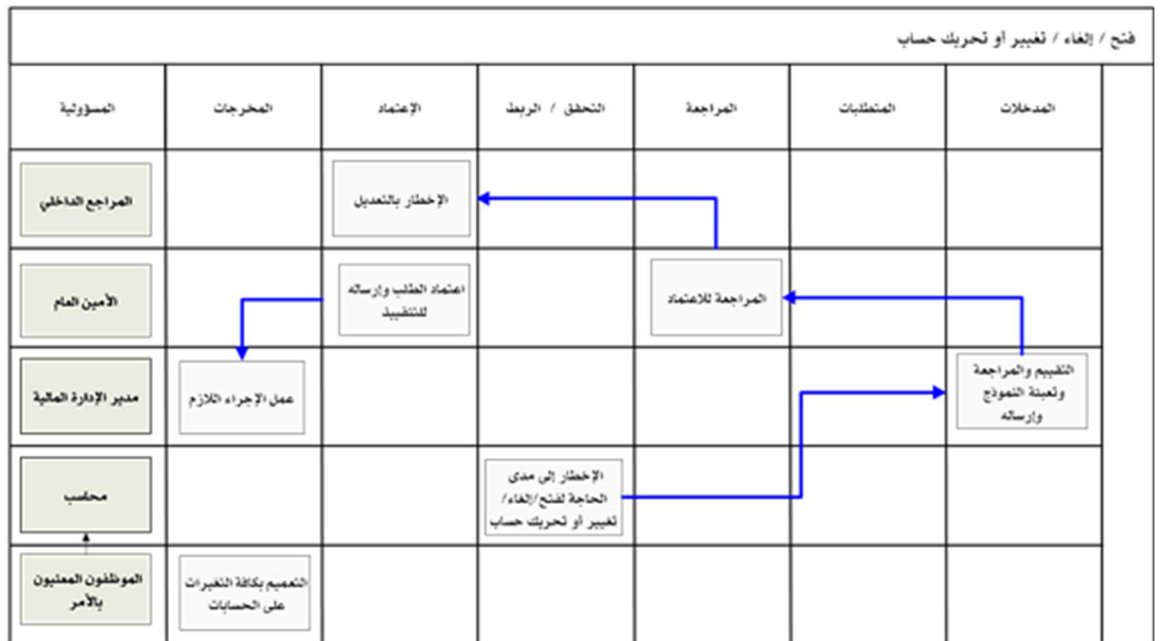 فتح / إلغاء / تغيير أو تحريك حساب
المدخلات
المتطلبات
المراجعة
التحقق / الربط
الإعتماد
المخرجات
المسؤولية
الإخطار بالتعديل
المراجع الداخلي
المراجعة للاعتماد
اعتماد الطلب وإرساله
للتنفييذ
الأمين العام
التقييم والمراجعة
وتعبئة النموذج
وإرساله
عمل الإجراء اللازم
مدير الإدارة المالية
الإخطار إلى مدى
الحاجة لفتح/إلغاء/
تغيير أو تحريك حساب
محاسب
التعميم بكافة التغيرات
على الحسابات
الموظفون المعنيون
بالأمر